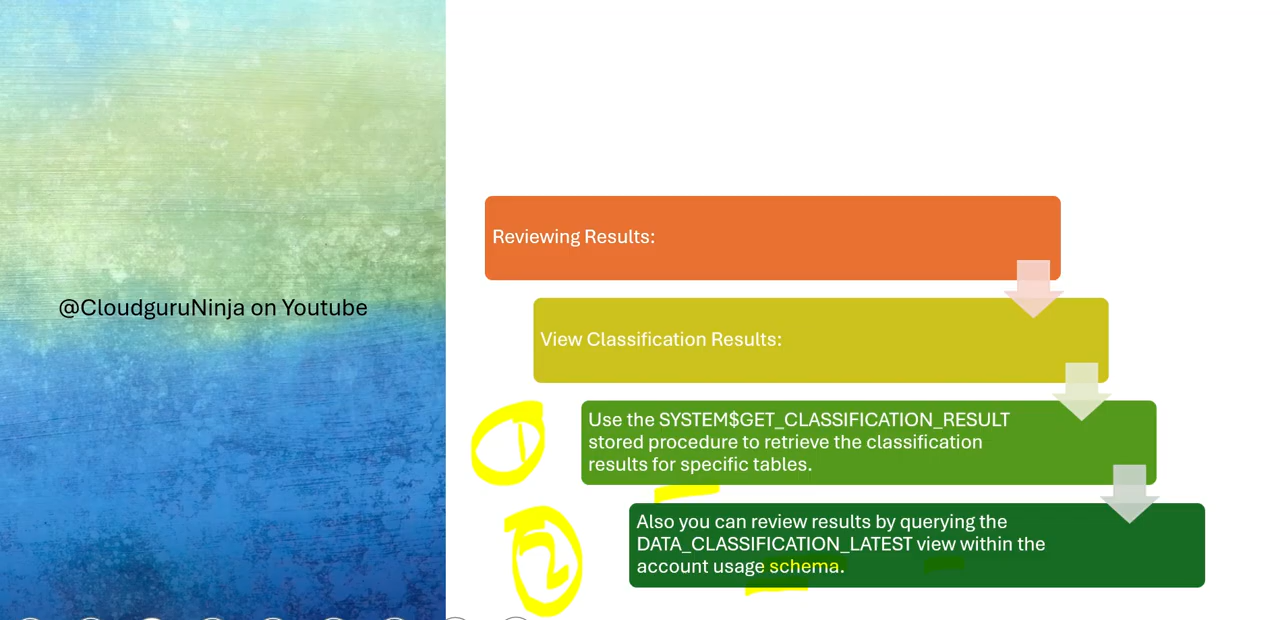 @CloudguruNinja on Youtube
Reviewing Results:
View Classification Results:
1
Use the SYSTEM$GET_CLASSIFICATION_RESULT
stored procedure to retrieve the classification
results for specific tables.
2
Also you can review results by querying the
DATA_CLASSIFICATION_LATEST view within the
account usage schema.